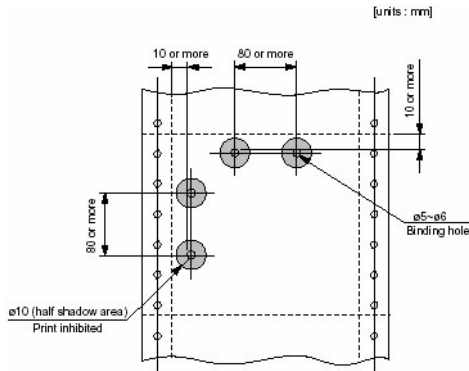 [units : mm]
10 or more
80 or more
10 or more
80 or more
ø5~ø6
Binding hole
ø10 (half shadow area)
Print inhibited